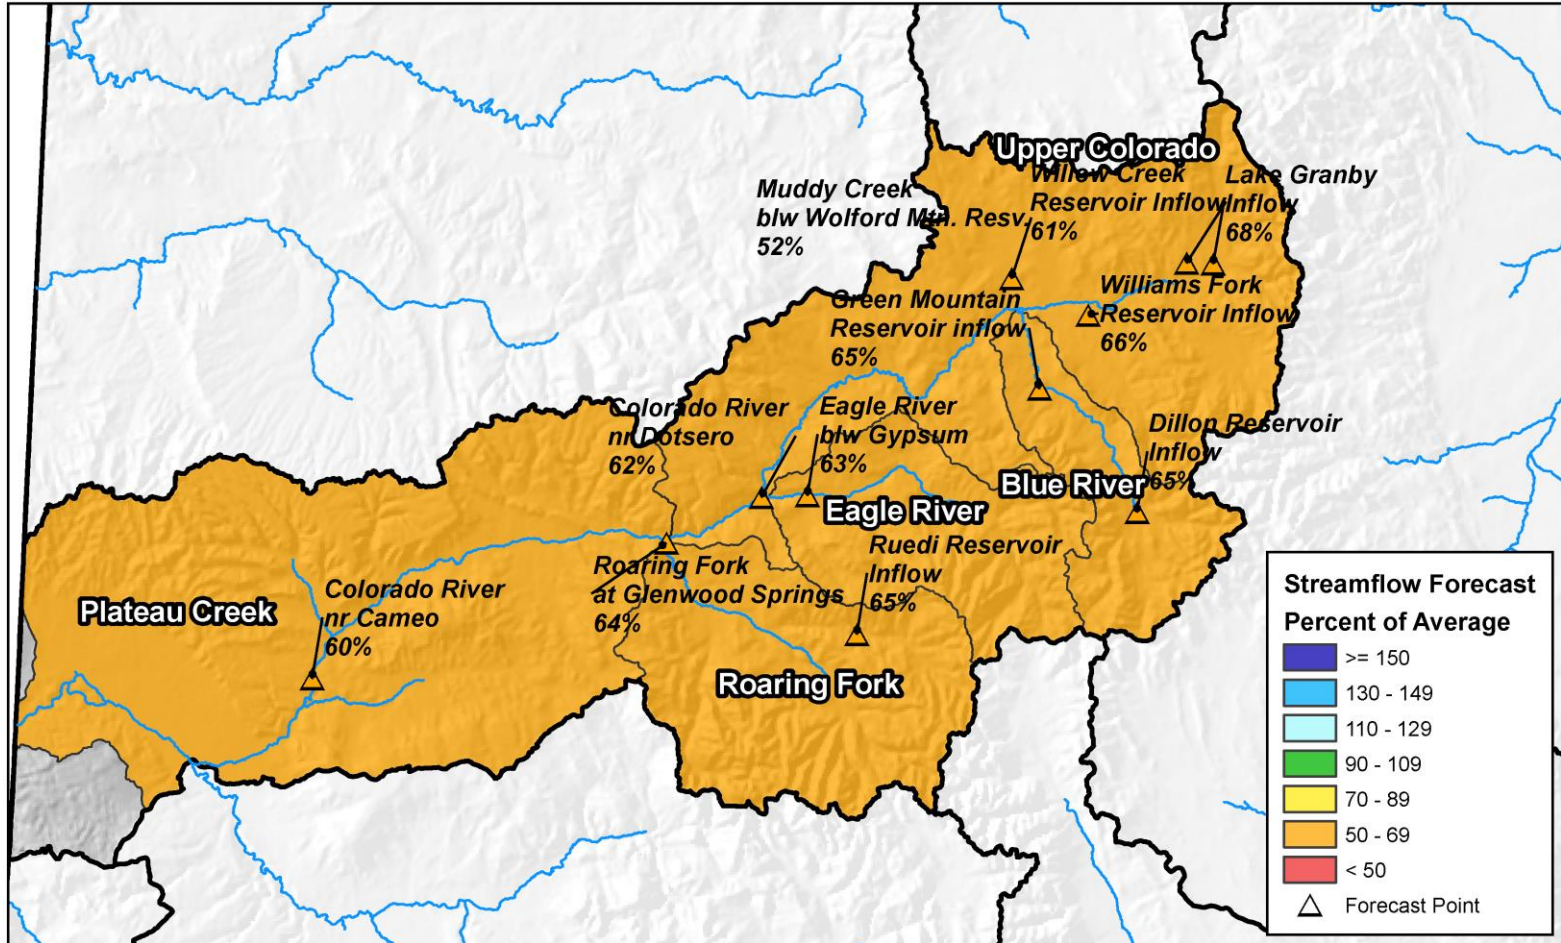 Upper Colorado
Muddy Creek
blw Wolford Mtn. Resv.
52%
Willow Creek
Reservoir Inflow
61%
Lake Granby
Inflow
68%
Green Mountain
Reservoir inflow
65%
Williams Fork
Reservoir Inflow
66%
Colorado River
nr Dotsero
62%
Eagle River
blw Gypsum
63%
Dillon Reservoir
Inflow
65%
Blue River
Eagle River
Roaring Fork
at Glenwood Springs
64%
Ruedi Reservoir
Inflow
65%
Colorado River
nr Cameo
60%
Plateau Creek
Roaring Fork
Streamflow Forecast
Percent of Average
>= 150
130 - 149
110 - 129
90 - 109
70 - 89
50 - 69
< 50
Forecast Point